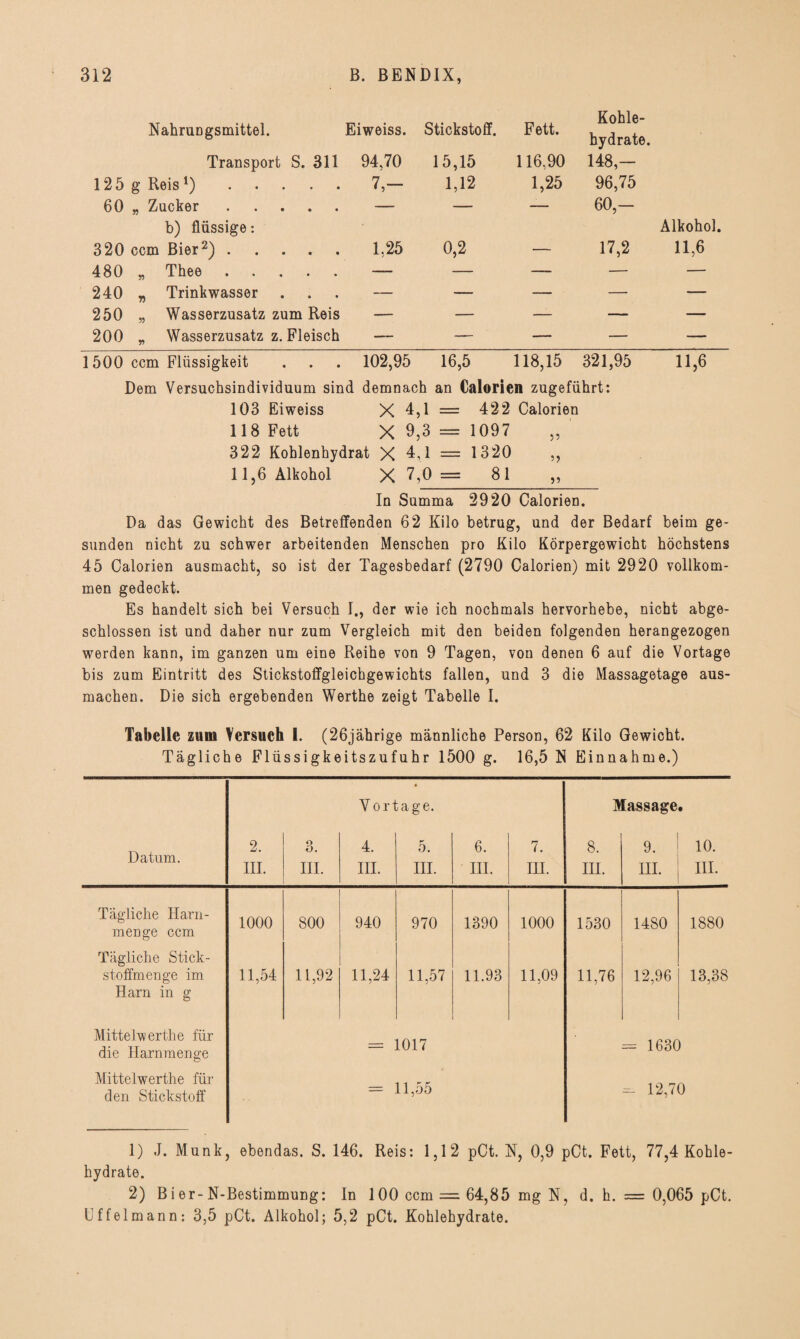 312 B. BENDIX,
Nahrungsmittel. Eiweiss. Stickstoff. Fett. Kohle-
hydrate.
Transport S. 311 94,70 15,15 116,90 148,—
125 g Reis¹) . . . . . 7,— 1,12 1,25 96,75
60 „ Zucker . . . . . — — — 60,—
b) flüssige: Alkohol.
320 ccm Bier²) . . . . . 1,25 0,2 — 17,2 11,6
480 „ Thee . . . . . — — — — —
240 „ Trinkwasser . . . — — — — —
250 „ Wasserzusatz zum Reis — — — — —
200 „ Wasserzusatz z. Fleisch — — — — —
1500 ccm Flüssigkeit . . . 102,95 16,5 118,15 321,95 11,6
Dem Versuchsindividuum sind demnach an Calorien zugeführt:
103 Eiweiss X 4,1 = 422 Calorien
118 Fett X 9,3 = 1097 „
322 Kohlenhydrat X 4,1 = 1320 „
11,6 Alkohol X 7,0 = 81 „
In Summa 2920 Calorien.
Da das Gewicht des Betreffenden 62 Kilo betrug, und der Bedarf beim ge-
sunden nicht zu schwer arbeitenden Menschen pro Kilo Körpergewicht höchstens
45 Calorien ausmacht, so ist der Tagesbedarf (2790 Calorien) mit 2920 vollkom-
men gedeckt.
Es handelt sich bei Versuch I., der wie ich nochmals hervorhebe, nicht abge-
schlossen ist und daher nur zum Vergleich mit den beiden folgenden herangezogen
werden kann, im ganzen um eine Reihe von 9 Tagen, von denen 6 auf die Vortage
bis zum Eintritt des Stickstoffgleichgewichts fallen, und 3 die Massagetage aus-
machen. Die sich ergebenden Werthe zeigt Tabelle I.
Tabelle zum Versuch I. (26jährige männliche Person, 62 Kilo Gewicht.
Tägliche Flüssigkeitszufuhr 1500 g. 16,5 N Einnahme.)
Vortage. Massage.
Datum. 2. 3. 4. 5. 6. 7. 8. 9. 10.
III. III. III. III. III. III. III. III. III.
Tägliche Harn-
menge ccm 1000 800 940 970 1390 1000 1530 1480 1880
Tägliche Stick-
stoffmenge im 11,54 11,92 11,24 11,57 11.93 11,09 11,76 12,96 13,38
Harn in g
Mittelwerthe für
die Harnmenge = 1017 = 1630
Mittelwerthe für
den Stickstoff = 11,55 = 12,70
1) J. Munk, ebendas. S. 146. Reis: 1,12 pCt. N, 0,9 pCt. Fett, 77,4 Kohle-
hydrate.
2) Bier-N-Bestimmung: In 100 ccm = 64,85 mg N, d. h. = 0,065 pCt.
Uffelmann: 3,5 pCt. Alkohol; 5,2 pCt. Kohlehydrate.